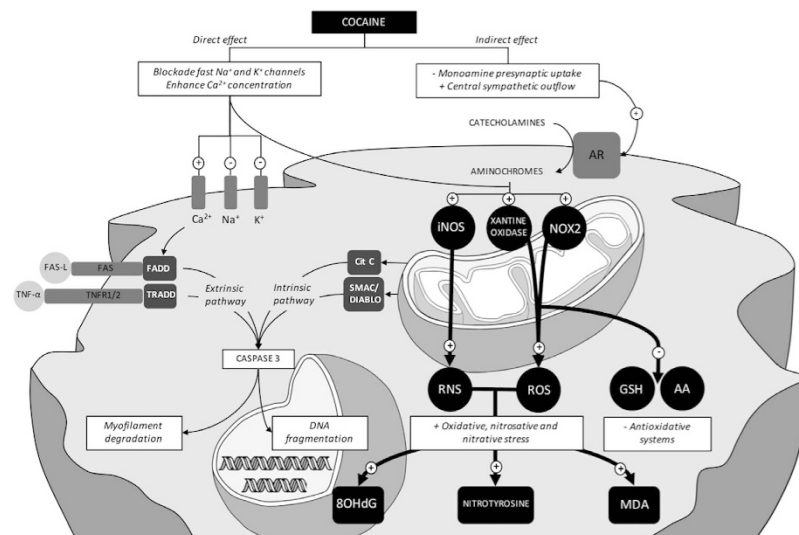 COCAINE
Direct effect
Indirect effect
Blockade fast Na⁺ and K⁺ channels
Enhance Ca²⁺ concentration
- Monoamine presynaptic uptake
+ Central sympathetic outflow
+
CATECHOLAMINES
AR
AMINOCHROMES
+ - -
+ + +
iNOS
XANTINE
OXIDASE
NOX2
Ca²⁺ Na⁺ K⁺
FAS-L FAS FADD
TNF-α TNFR1/2 TRADD
Extrinsic
pathway
Intrinsic
pathway
Cit C
SMAC/
DIABLO
CASPASE 3
+ + -
RNS ROS GSH AA
Myofilament
degradation
DNA
fragmentation
+ Oxidative, nitrosative and
nitrative stress
- Antioxidative
systems
+ + +
8OHdG NITROTYROSINE MDA